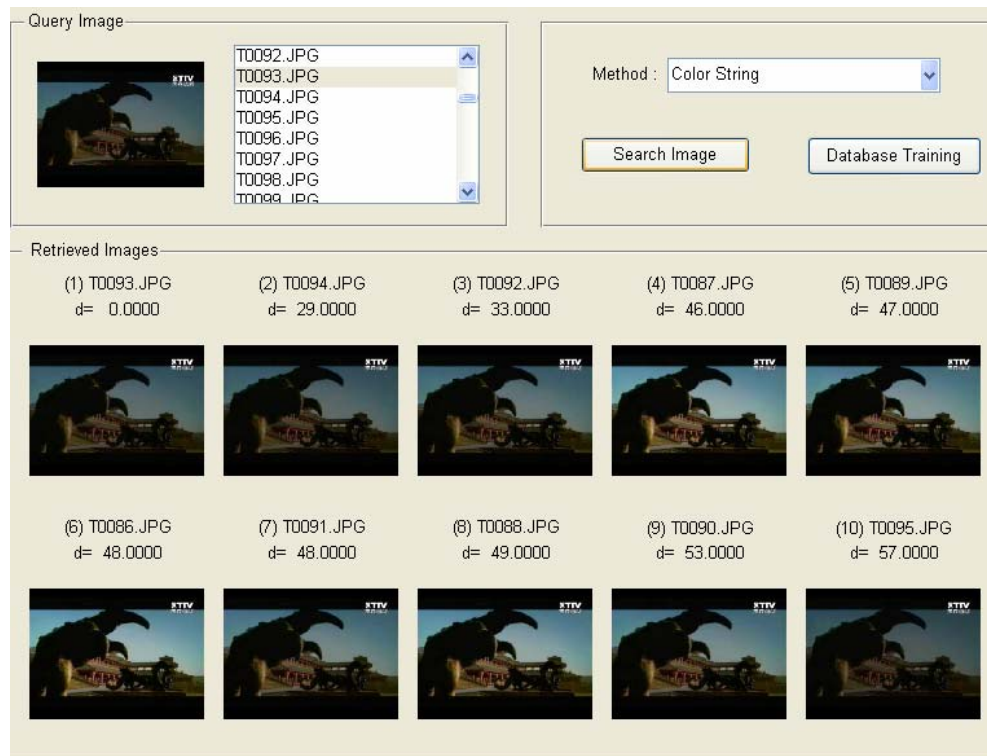 Query Image
T0092.JPG
T0093.JPG
T0094.JPG
T0095.JPG
T0096.JPG
T0097.JPG
T0098.JPG
T0099.JPG
Method : Color String
Search Image
Database Training
Retrieved Images
(1) T0093.JPG
d= 0.0000
(2) T0094.JPG
d= 29.0000
(3) T0092.JPG
d= 33.0000
(4) T0087.JPG
d= 46.0000
(5) T0089.JPG
d= 47.0000
(6) T0086.JPG
d= 48.0000
(7) T0091.JPG
d= 48.0000
(8) T0088.JPG
d= 49.0000
(9) T0090.JPG
d= 53.0000
(10) T0095.JPG
d= 57.0000